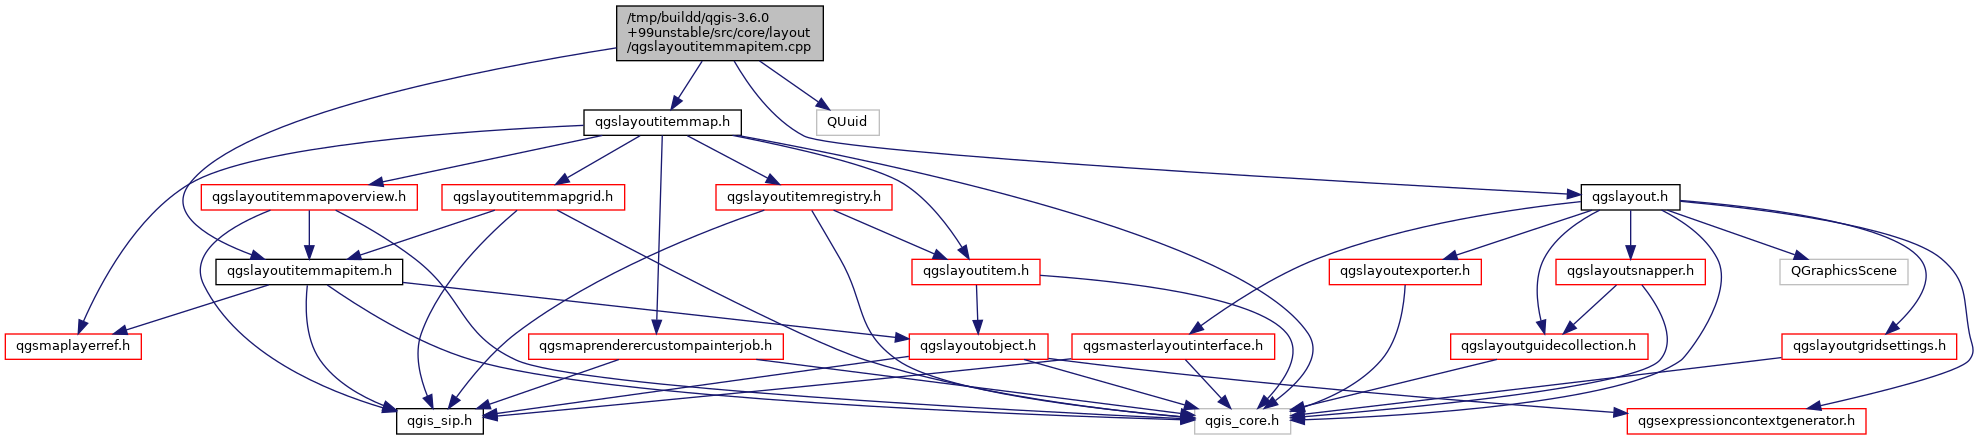 /tmp/buildd/qgis-3.6.0
+99unstable/src/core/layout
/qgslayoutitemmapitem.cpp
qgslayoutitemmap.h
QUuid
qgslayoutitemmapoverview.h
qgslayoutitemmapgrid.h
qgslayoutitemregistry.h
qgslayout.h
qgslayoutitemmapitem.h
qgslayoutitem.h
qgslayoutexporter.h
qgslayoutsnapper.h
QGraphicsScene
qgsmaplayerref.h
qgsmaprenderercustompainterjob.h
qgslayoutobject.h
qgsmasterlayoutinterface.h
qgslayoutguidecollection.h
qgslayoutgridsettings.h
qgis_sip.h
qgis_core.h
qgsexpressioncontextgenerator.h